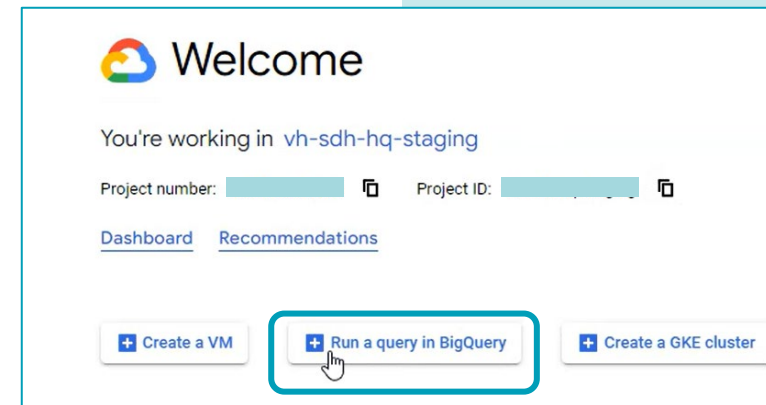 Welcome
You're working in vh-sdh-hq-staging
Project number: Project ID:
Dashboard Recommendations
Create a VM Run a query in BigQuery Create a GKE cluster